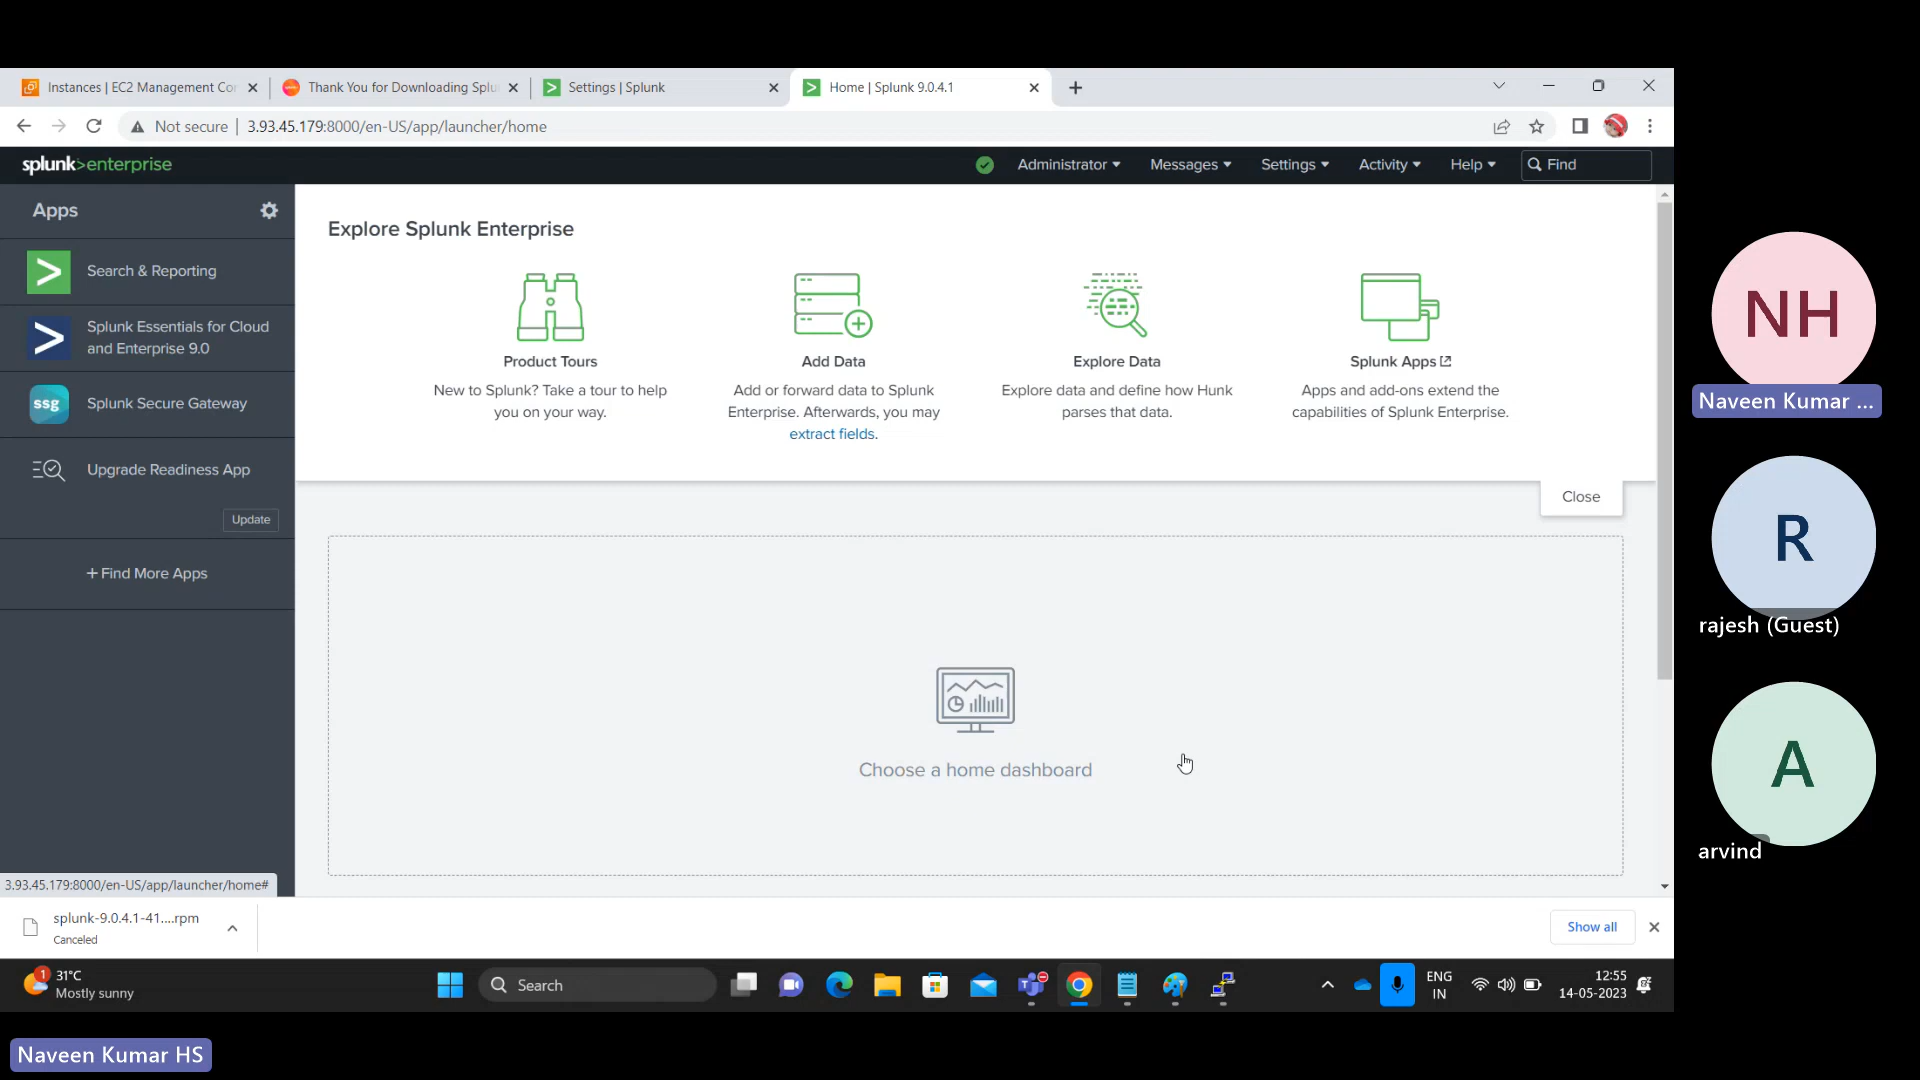 Instances | EC2 Management Cor
Thank You for Downloading Splu
Settings | Splunk
Home | Splunk 9.0.4.1
Not secure
3.93.45.179:8000/en-US/app/launcher/home
splunk>enterprise
Administrator
Messages
Settings
Activity
Help
Find
Apps
Search & Reporting
Splunk Essentials for Cloud
and Enterprise 9.0
ssg
Splunk Secure Gateway
Upgrade Readiness App
Update
+ Find More Apps
Explore Splunk Enterprise
Product Tours
New to Splunk? Take a tour to help
you on your way.
Add Data
Add or forward data to Splunk
Enterprise. Afterwards, you may
extract fields.
Explore Data
Explore data and define how Hunk
parses that data.
Splunk Apps
Apps and add-ons extend the
capabilities of Splunk Enterprise.
Close
Choose a home dashboard
3.93.45.179:8000/en-US/app/launcher/home#
splunk-9.0.4.1-41....rpm
Canceled
Show all
1
31°C
Mostly sunny
Search
ENG
IN
12:55
14-05-2023
NH
Naveen Kumar ...
R
rajesh (Guest)
A
arvind
Naveen Kumar HS